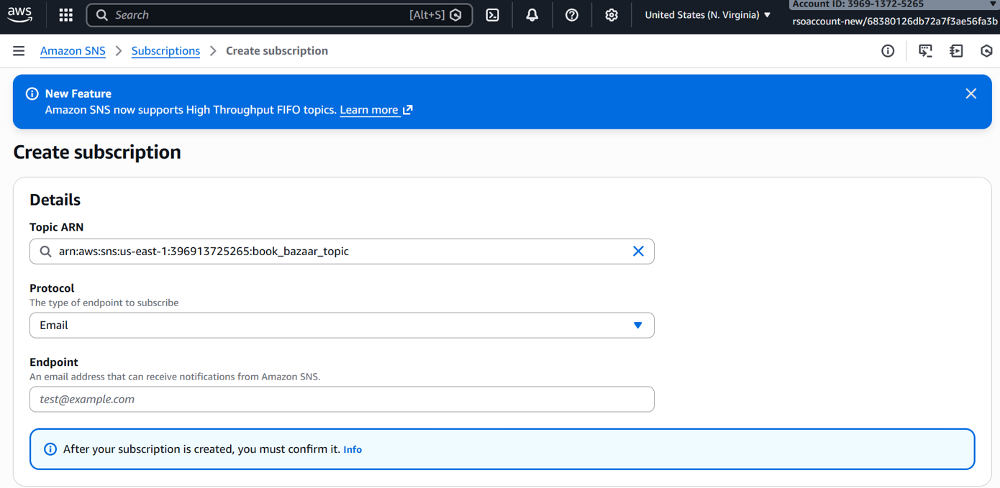 aws
Search
[Alt+S]
United States (N. Virginia)
Account ID: 3969-1372-5265
rsoaccount-new/68380126db72a7f3ae56fa3b
Amazon SNS
Subscriptions
Create subscription
New Feature
Amazon SNS now supports High Throughput FIFO topics. Learn more
Create subscription
Details
Topic ARN
arn:aws:sns:us-east-1:396913725265:book_bazaar_topic
Protocol
The type of endpoint to subscribe
Email
Endpoint
An email address that can receive notifications from Amazon SNS.
test@example.com
After your subscription is created, you must confirm it. Info